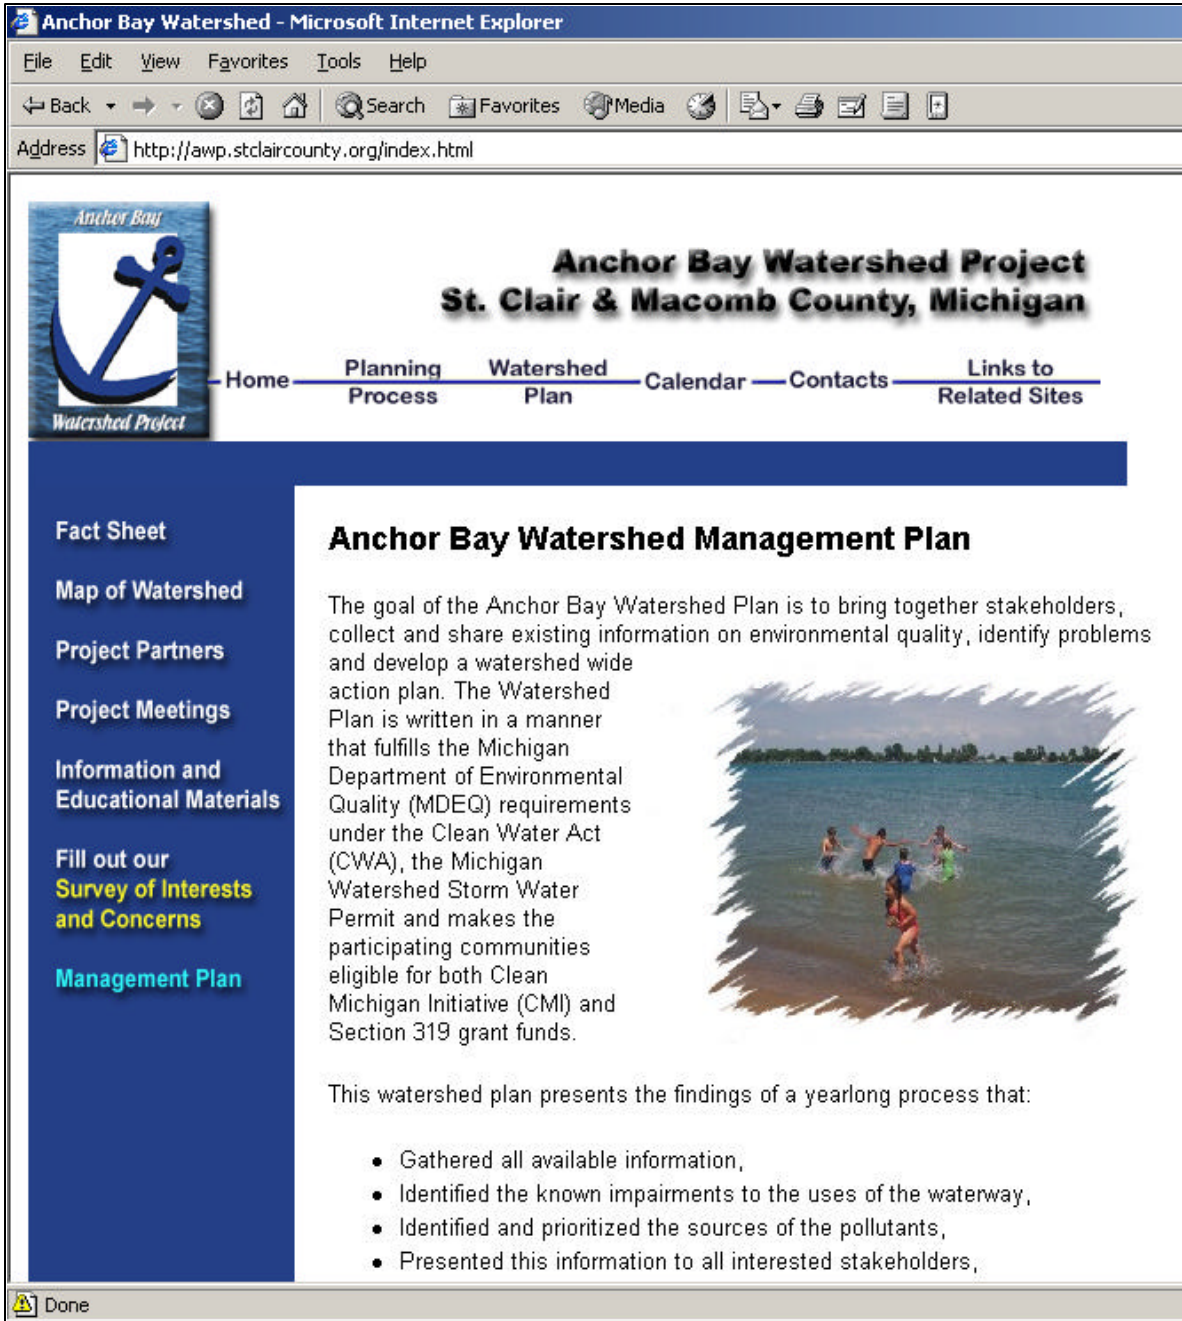 Anchor Bay Watershed - Microsoft Internet Explorer
File Edit View Favorites Tools Help
Back Search Favorites Media
Address http://awp.stclaircounty.org/index.html
Anchor Bay
Watershed Project
Anchor Bay Watershed Project
St. Clair & Macomb County, Michigan
Home Planning Process Watershed Plan Calendar Contacts Links to Related Sites
Fact Sheet
Map of Watershed
Project Partners
Project Meetings
Information and
Educational Materials
Fill out our
Survey of Interests
and Concerns
Management Plan
Anchor Bay Watershed Management Plan
The goal of the Anchor Bay Watershed Plan is to bring together stakeholders,
collect and share existing information on environmental quality, identify problems
and develop a watershed wide
action plan. The Watershed
Plan is written in a manner
that fulfills the Michigan
Department of Environmental
Quality (MDEQ) requirements
under the Clean Water Act
(CWA), the Michigan
Watershed Storm Water
Permit and makes the
participating communities
eligible for both Clean
Michigan Initiative (CMI) and
Section 319 grant funds.
This watershed plan presents the findings of a yearlong process that:
• Gathered all available information,
• Identified the known impairments to the uses of the waterway,
• Identified and prioritized the sources of the pollutants,
• Presented this information to all interested stakeholders,
Done